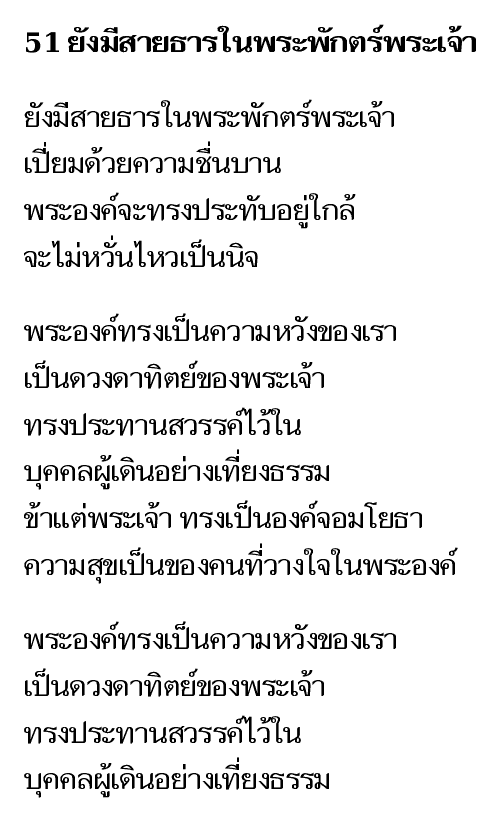 51 ยังมีสายธารในพระพักตร์พระเจ้า
ยังมีสายธารในพระพักตร์พระเจ้า
เปี่ยมด้วยความชื่นบาน
พระองค์จะทรงประทับอยู่ใกล้
จะไม่หวั่นไหวเป็นนิจ
พระองค์ทรงเป็นความหวังของเรา
เป็นดวงดาทิตย์ของพระเจ้า
ทรงประทานสวรรค์ไว้ใน
บุคคลผู้เดินอย่างเที่ยงธรรม
ข้าแต่พระเจ้า ทรงเป็นองค์จอมโยธา
ความสุขเป็นของคนที่วางใจในพระองค์
พระองค์ทรงเป็นความหวังของเรา
เป็นดวงดาทิตย์ของพระเจ้า
ทรงประทานสวรรค์ไว้ใน
บุคคลผู้เดินอย่างเที่ยงธรรม